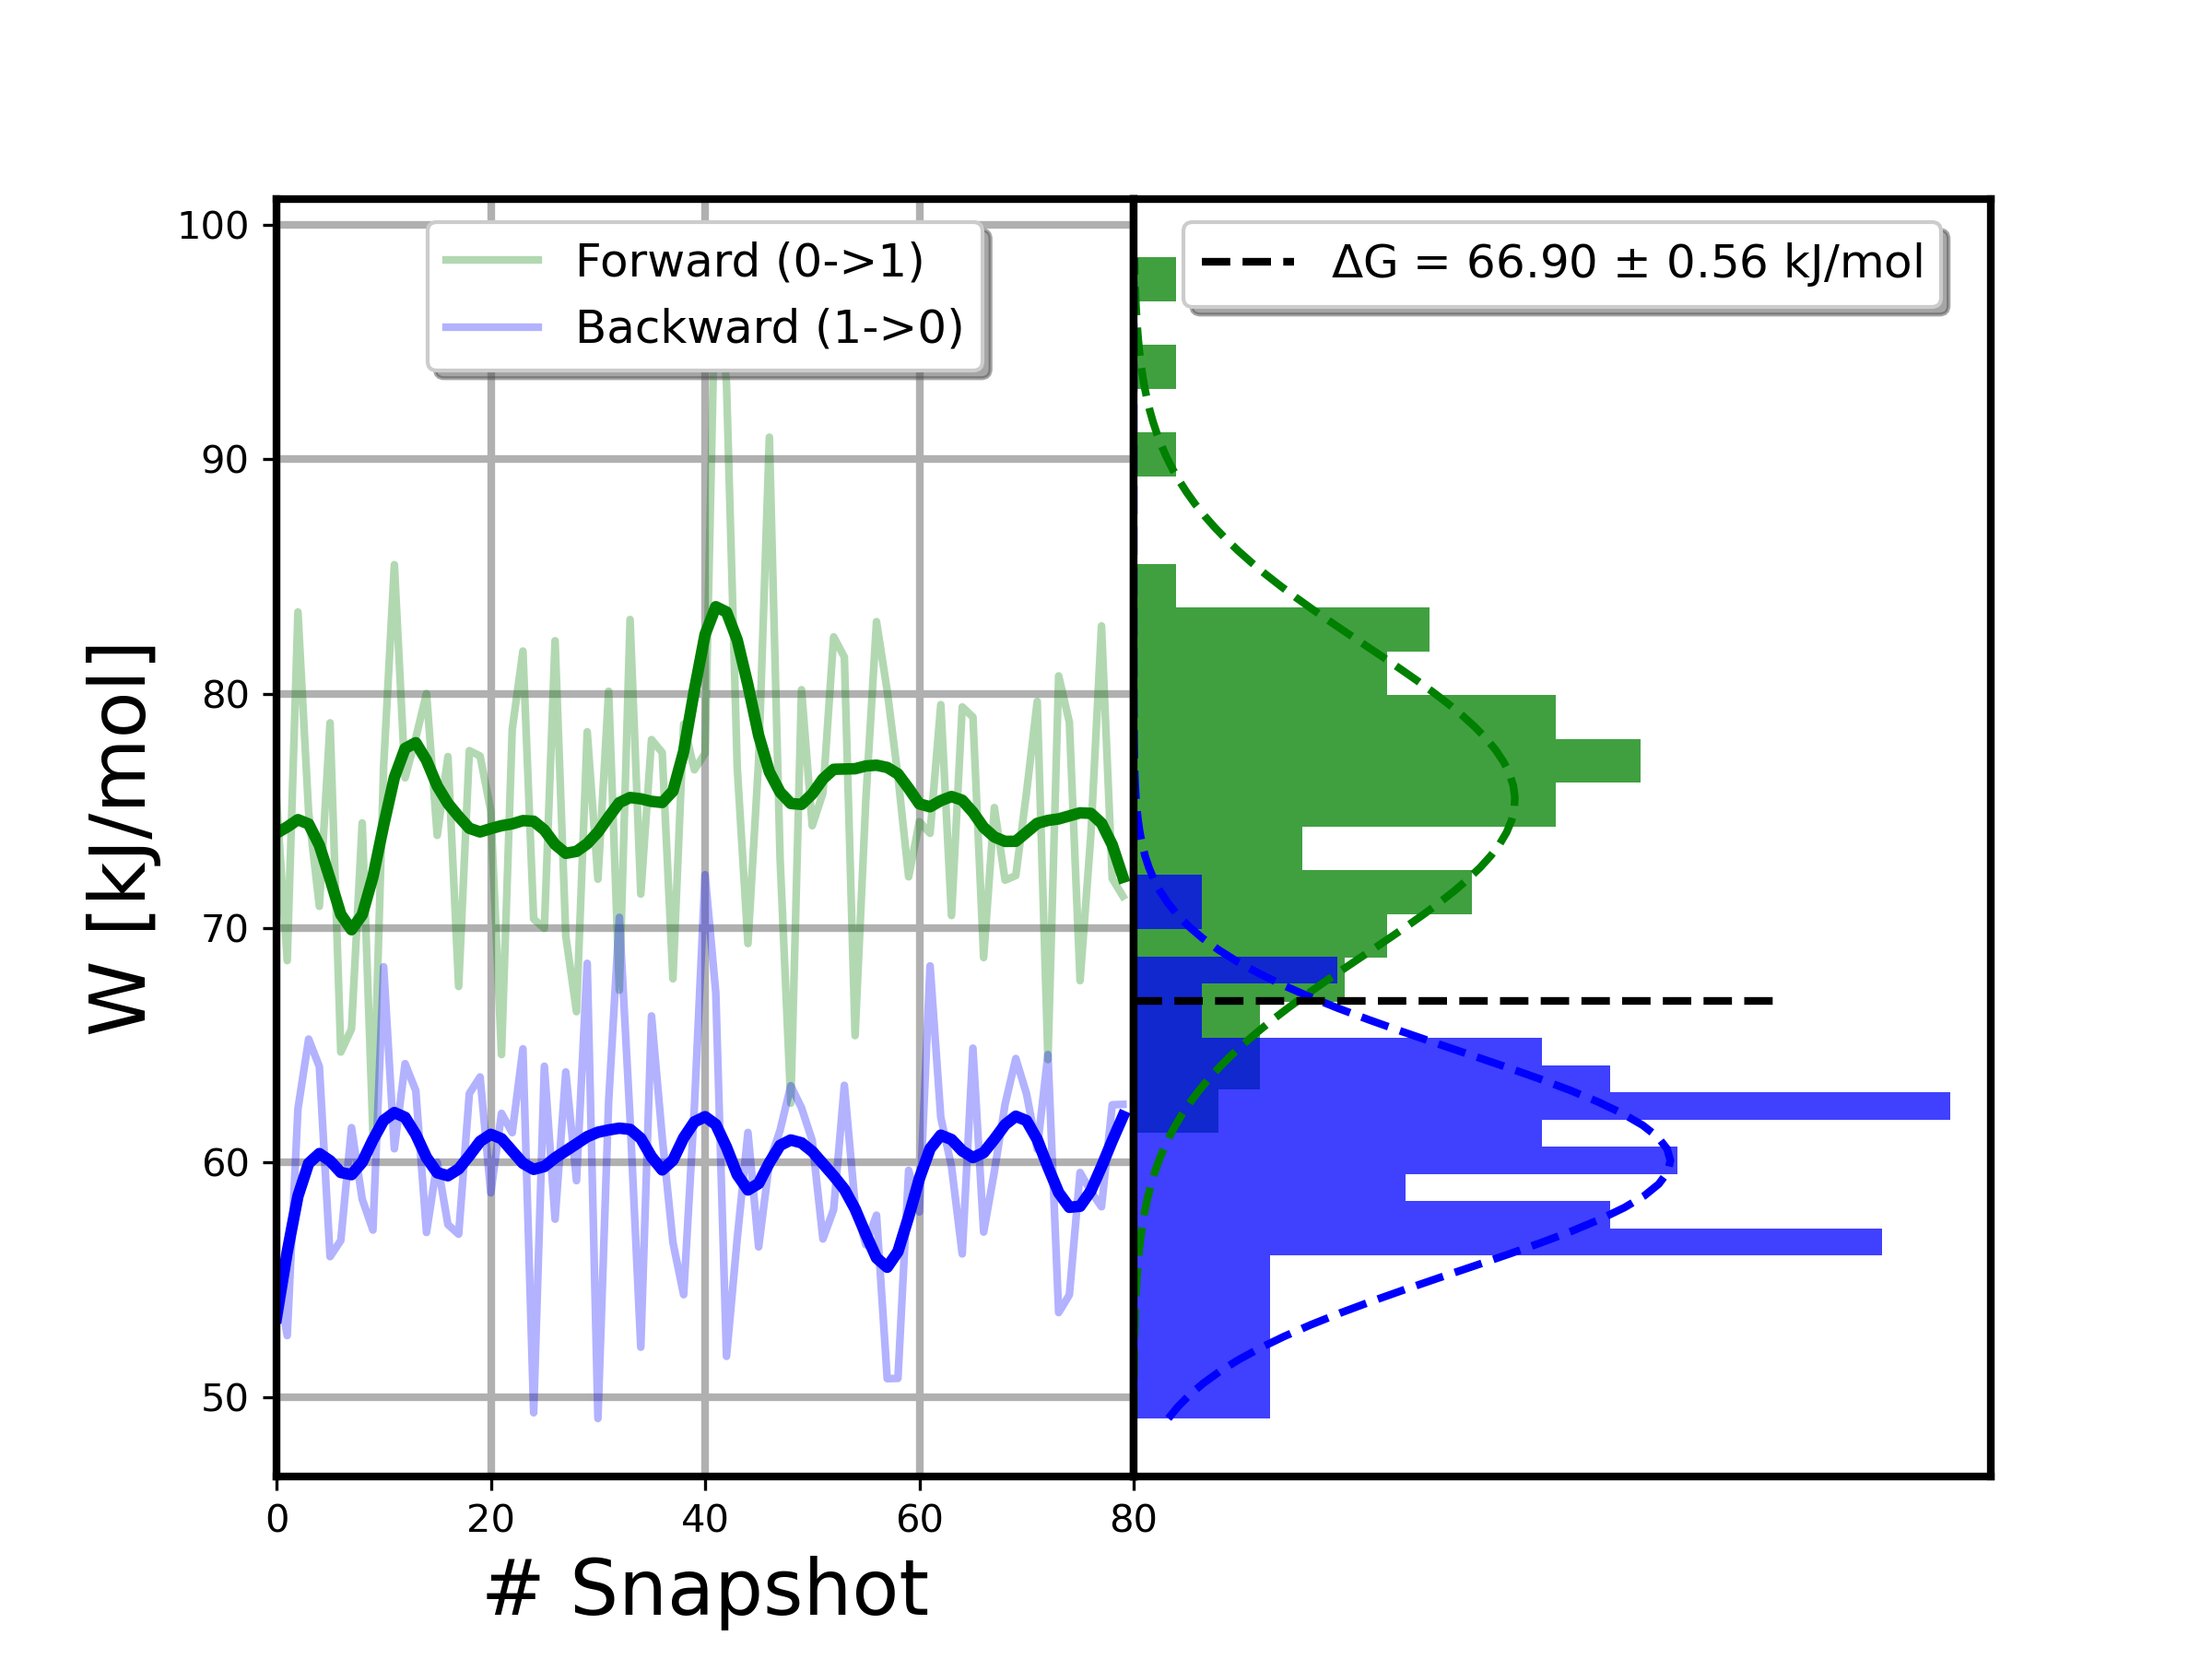 Forward (0->1)
Backward (1->0)
ΔG = 66.90 ± 0.56 kJ/mol
100
90
80
70
60
50
W [kJ/mol]
0
20
40
60
80
# Snapshot